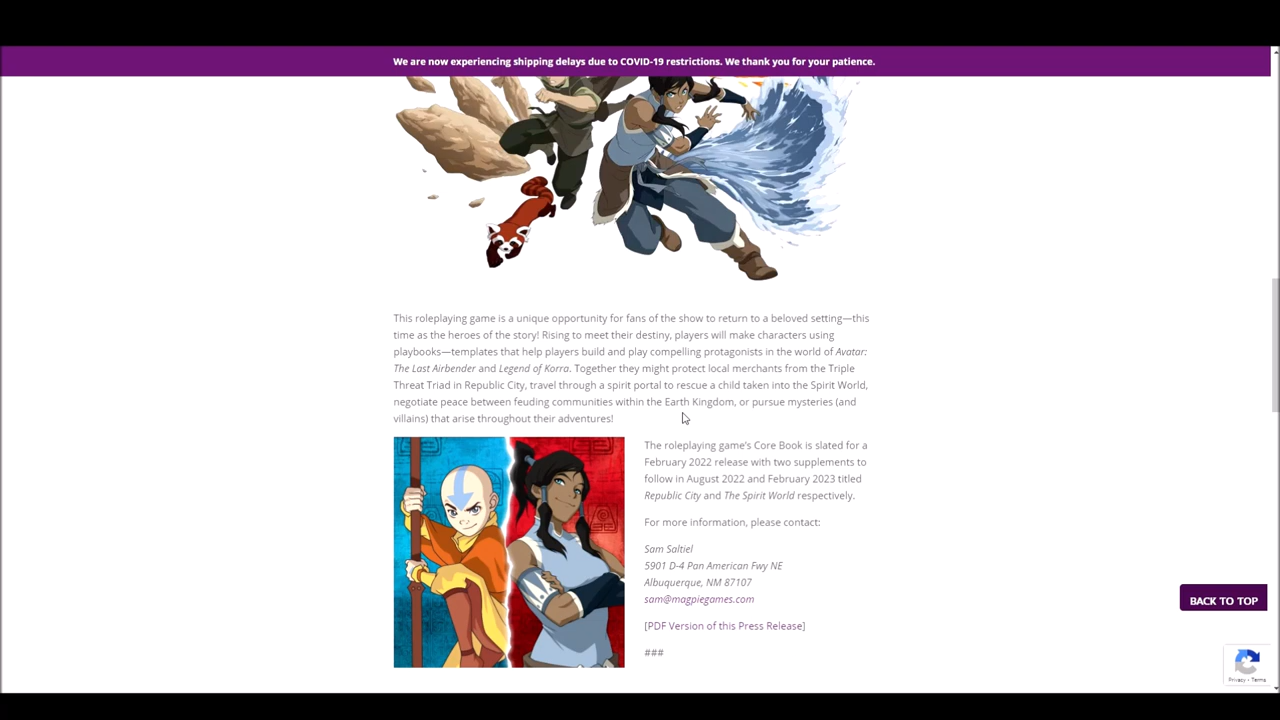 We are now experiencing shipping delays due to COVID-19 restrictions. We thank you for your patience.
This roleplaying game is a unique opportunity for fans of the show to return to a beloved setting—this
time as the heroes of the story! Rising to meet their destiny, players will make characters using
playbooks—templates that help players build and play compelling protagonists in the world of Avatar:
The Last Airbender and Legend of Korra. Together they might protect local merchants from the Triple
Threat Triad in Republic City, travel through a spirit portal to rescue a child taken into the Spirit World,
negotiate peace between feuding communities within the Earth Kingdom, or pursue mysteries (and
villains) that arise throughout their adventures!
The roleplaying game's Core Book is slated for a
February 2022 release with two supplements to
follow in August 2022 and February 2023 titled
Republic City and The Spirit World respectively.
For more information, please contact:
Sam Saltiel
5901 D-4 Pan American Fwy NE
Albuquerque, NM 87107
sam@magpiegames.com
[PDF Version of this Press Release]
###
BACK TO TOP
Privacy - Terms